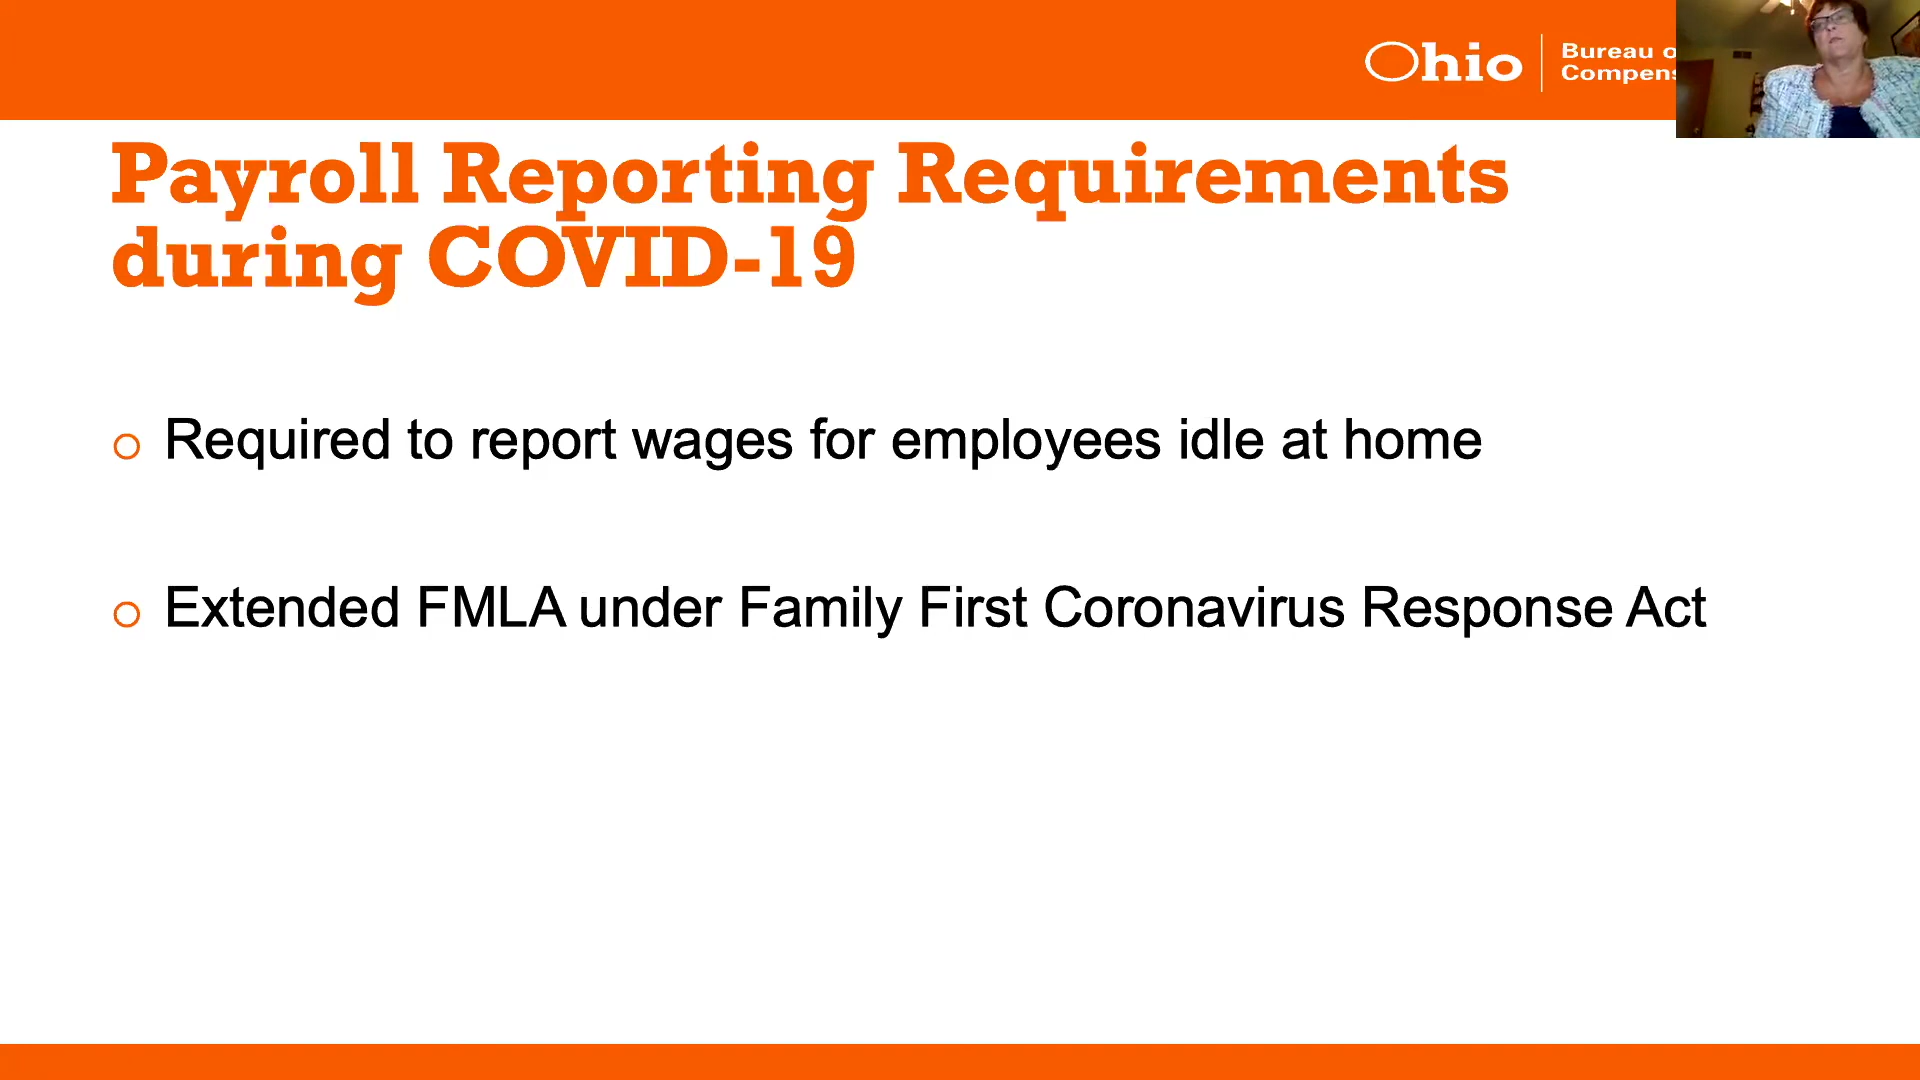 Ohio
Bureau
Payroll Reporting Requirements
during COVID-19
Required to report wages for employees idle at home
Extended FMLA under Family First Coronavirus Response Act